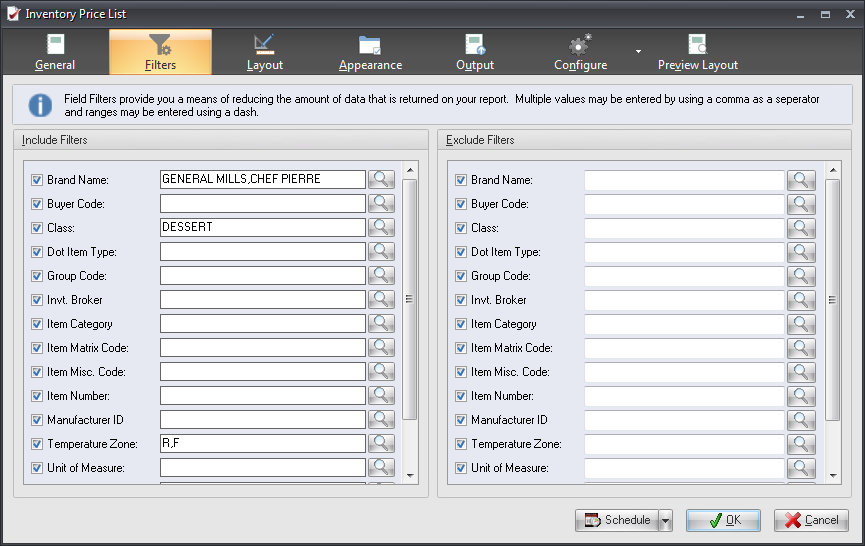 Inventory Price List
General
Filters
Layout
Appearance
Output
Configure
Preview Layout
Field Filters provide you a means of reducing the amount of data that is returned on your report. Multiple values may be entered by using a comma as a seperator
and ranges may be entered using a dash.
Include Filters
Brand Name: GENERAL MILLS,CHEF PIERRE
Buyer Code:
Class: DESSERT
Dot Item Type:
Group Code:
Invt. Broker
Item Category
Item Matrix Code:
Item Misc. Code:
Item Number:
Manufacturer ID
Temperature Zone: R,F
Unit of Measure:
Exclude Filters
Brand Name:
Buyer Code:
Class:
Dot Item Type:
Group Code:
Invt. Broker
Item Category
Item Matrix Code:
Item Misc. Code:
Item Number:
Manufacturer ID
Temperature Zone:
Unit of Measure:
Schedule
OK
Cancel